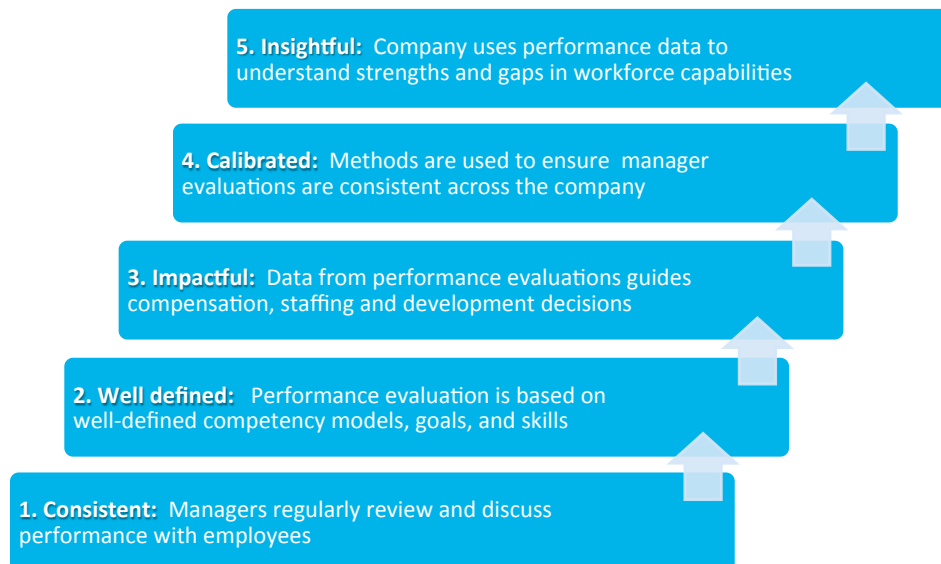 5. Insightful: Company uses performance data to
understand strengths and gaps in workforce capabilities
4. Calibrated: Methods are used to ensure manager
evaluations are consistent across the company
3. Impactful: Data from performance evaluations guides
compensation, staffing and development decisions
2. Well defined: Performance evaluation is based on
well-defined competency models, goals, and skills
1. Consistent: Managers regularly review and discuss
performance with employees